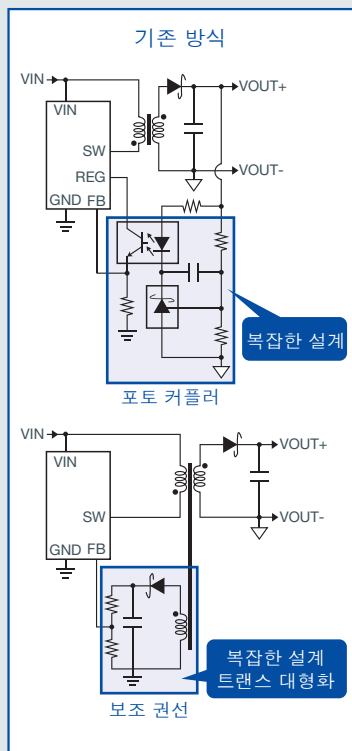 기존 방식
VIN
VOUT+
VIN
SW
VOUT-
REG
GND FB
복잡한 설계
포토 커플러
VIN
VOUT+
VIN
SW
VOUT-
GND FB
복잡한 설계
트랜스 대형화
보조 권선